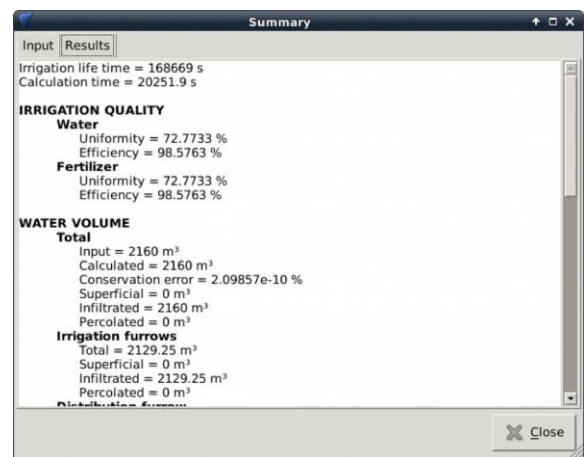 Summary
Input Results
Irrigation life time = 168669 s
Calculation time = 20251.9 s
IRRIGATION QUALITY
Water
Uniformity = 72.7733 %
Efficiency = 98.5763 %
Fertilizer
Uniformity = 72.7733 %
Efficiency = 98.5763 %
WATER VOLUME
Total
Input = 2160 m³
Calculated = 2160 m³
Conservation error = 2.09857e-10 %
Superficial = 0 m³
Infiltrated = 2160 m³
Percolated = 0 m³
Irrigation furrows
Total = 2129.25 m³
Superficial = 0 m³
Infiltrated = 2129.25 m³
Percolated = 0 m³
Distribution furrow
Close